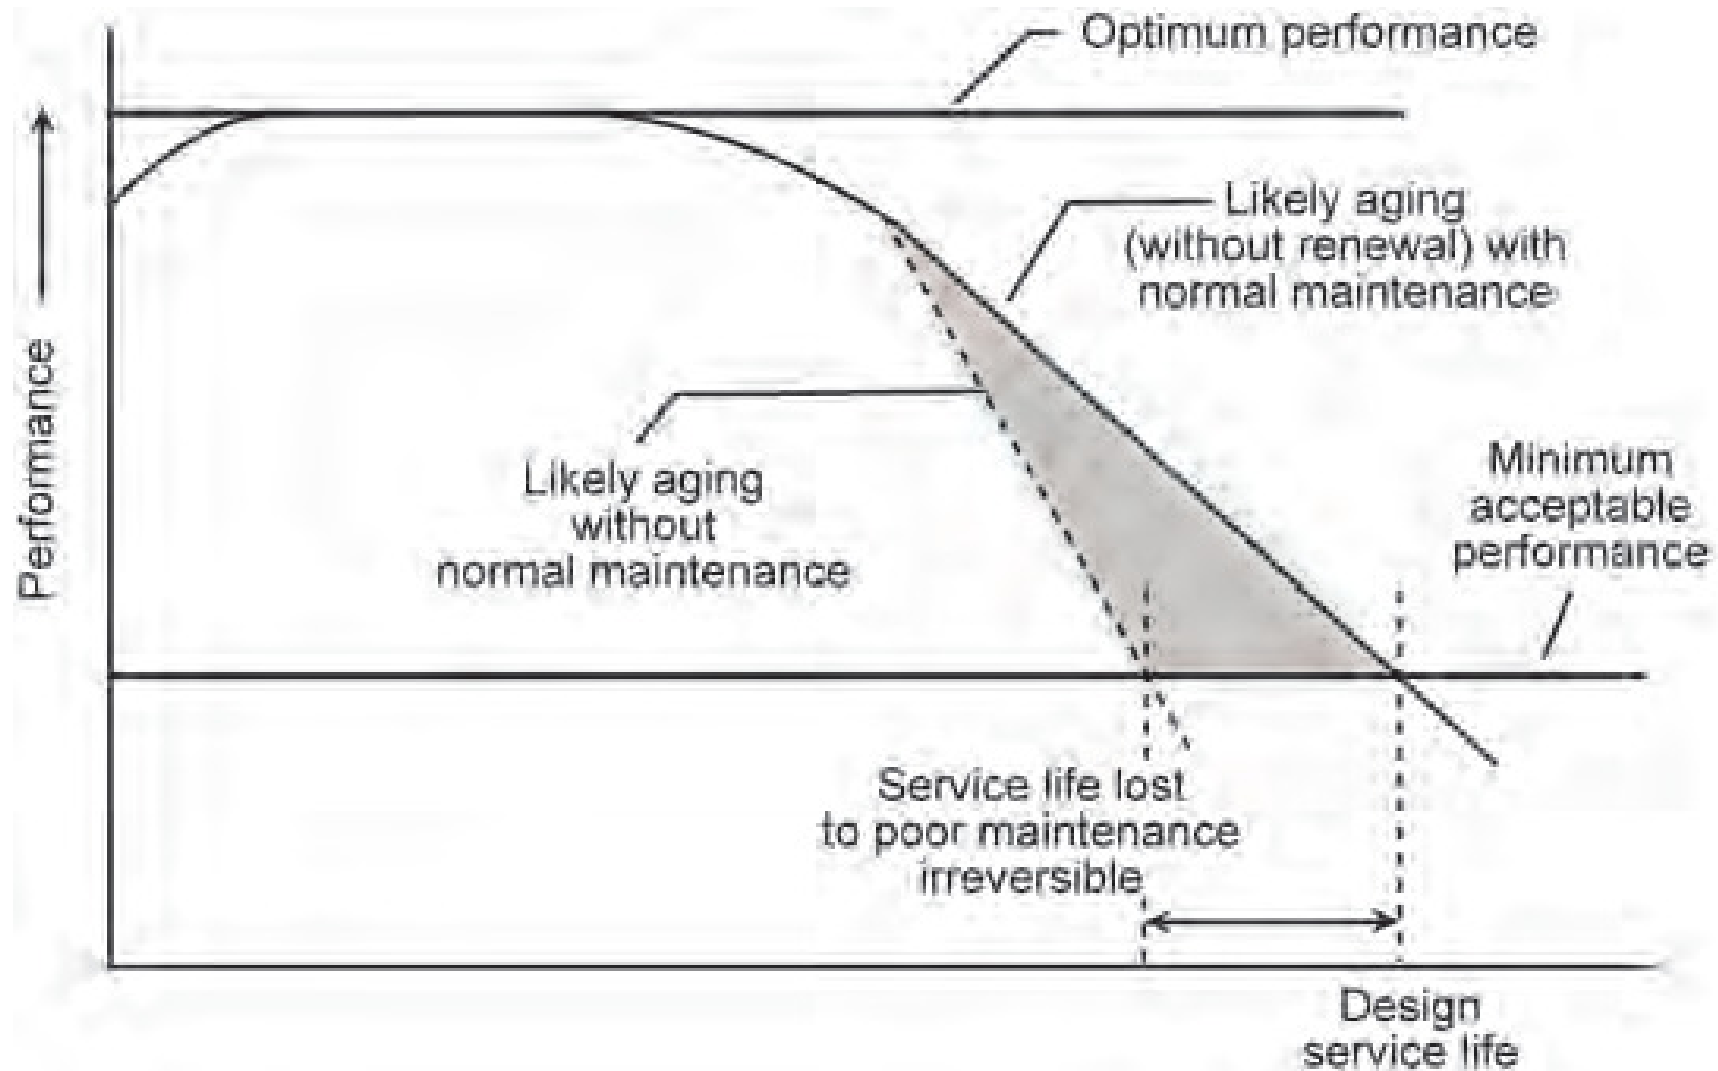 Optimum performance
Likely aging
(without renewal) with
normal maintenance
Performance
Likely aging
without
normal maintenance
Minimum
acceptable
performance
Service life lost
to poor maintenance
irreversible
Design
service life